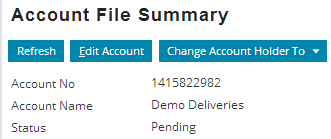 Account File Summary
Refresh Edit Account Change Account Holder To
Account No 1415822982
Account Name Demo Deliveries
Status Pending